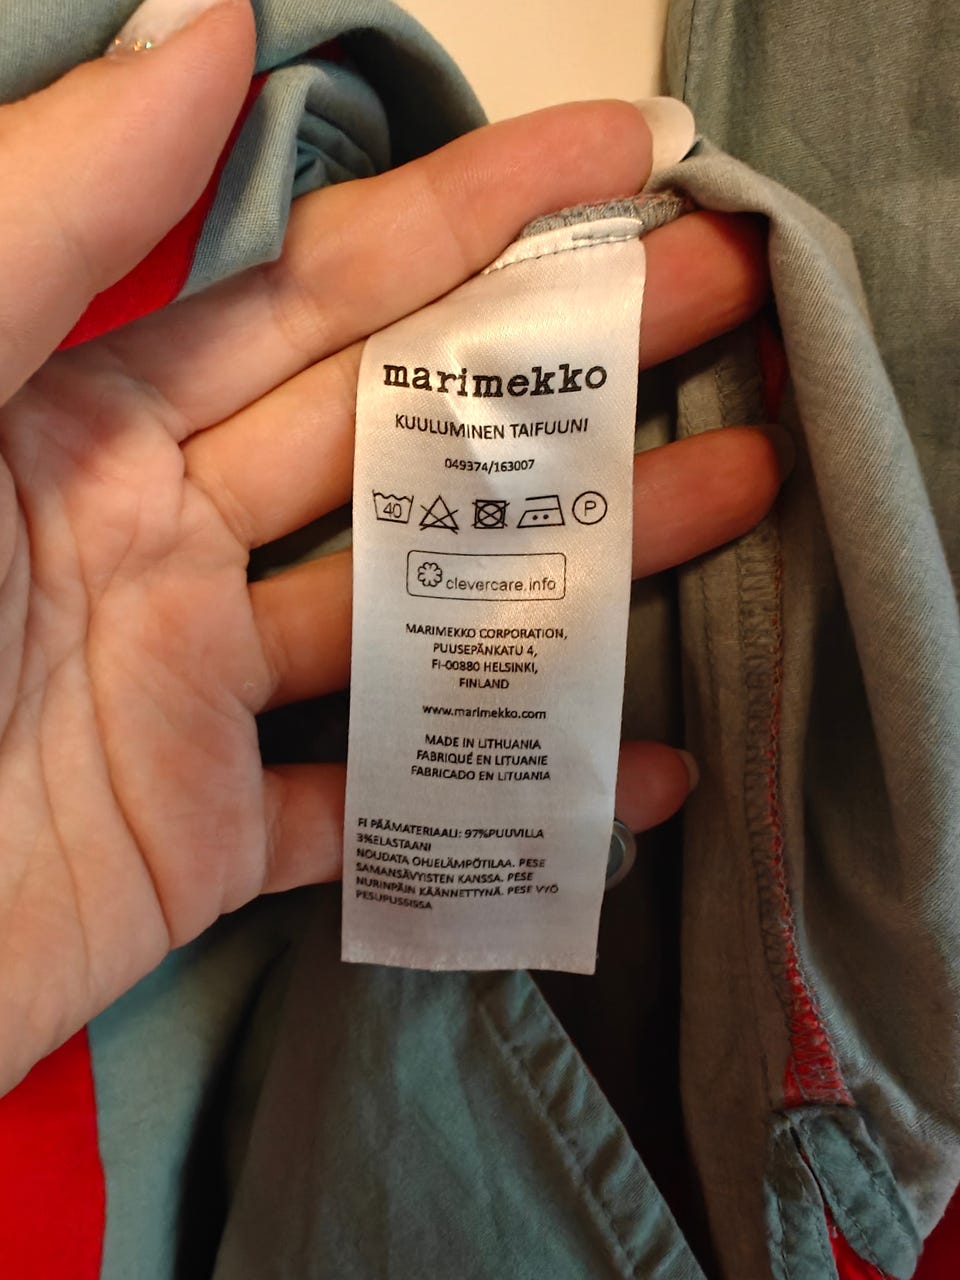 marimekko
KUULUMINEN TAIFUUNI
049374/163007
40 P
clevercare.info
MARIMEKKO CORPORATION,
PUUSEPÄNKATU 4,
FI-00880 HELSINKI,
FINLAND
www.marimekko.com
MADE IN LITHUANIA
FABRIQUÉ EN LITUANIE
FABRICADO EN LITUANIA
FI PÄÄMATERIAALI: 97%PUUVILLA
3%ELASTAANI
NOUDATA OHJELÄMPÖTILAA. PESE
SAMANSÄVYISTEN KANSSA. PESE
NURINPÄIN KÄÄNNETTYNÄ. PESE VYÖ
PESUPUSSISSA